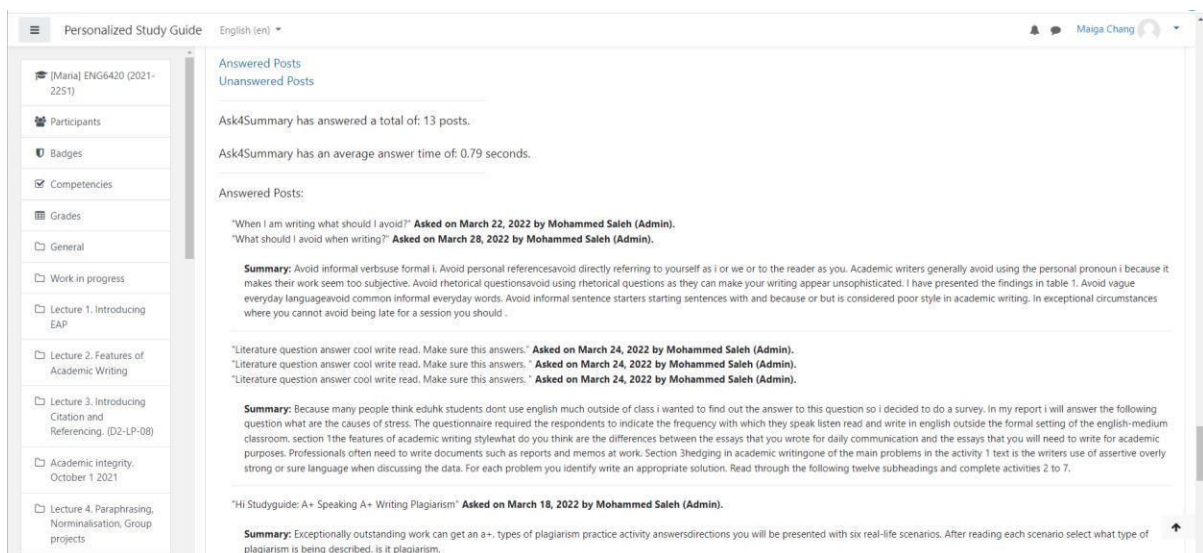 Personalized Study Guide
English (en)
Maiga Chang
[Maria] ENG6420 (2021-
22S1)
Participants
Badges
Competencies
Grades
General
Work in progress
Lecture 1. Introducing
EAP
Lecture 2. Features of
Academic Writing
Lecture 3. Introducing
Citation and
Referencing. (D2-LP-08)
Academic integrity.
October 1 2021
Lecture 4. Paraphrasing,
Norminalisation, Group
projects
Answered Posts
Unanswered Posts
Ask4Summary has answered a total of: 13 posts.
Ask4Summary has an average answer time of: 0.79 seconds.
Answered Posts:
"When I am writing what should I avoid?" Asked on March 22, 2022 by Mohammed Saleh (Admin).
"What should I avoid when writing?" Asked on March 28, 2022 by Mohammed Saleh (Admin).
Summary: Avoid informal verbsuse formal i. Avoid personal referencesavoid directly referring to yourself as i or we or to the reader as you. Academic writers generally avoid using the personal pronoun i because it
makes their work seem too subjective. Avoid rhetorical questionsavoid using rhetorical questions as they can make your writing appear unsophisticated. I have presented the findings in table 1. Avoid vague
everyday languageavoid common informal everyday words. Avoid informal sentence starters starting sentences with and because or but is considered poor style in academic writing. In exceptional circumstances
where you cannot avoid being late for a session you should .
"Literature question answer cool write read. Make sure this answers." Asked on March 24, 2022 by Mohammed Saleh (Admin).
"Literature question answer cool write read. Make sure this answers. " Asked on March 24, 2022 by Mohammed Saleh (Admin).
"Literature question answer cool write read. Make sure this answers. " Asked on March 24, 2022 by Mohammed Saleh (Admin).
Summary: Because many people think eduhk students dont use english much outside of class i wanted to find out the answer to this question so i decided to do a survey. In my report i will answer the following
question what are the causes of stress. The questionnaire required the respondents to indicate the frequency with which they speak listen read and write in english outside the formal setting of the english-medium
classroom. section 1the features of academic writing stylewhat do you think are the differences between the essays that you wrote for daily communication and the essays that you will need to write for academic
purposes. Professionals often need to write documents such as reports and memos at work. Section 3hedging in academic writingone of the main problems in the activity 1 text is the writers use of assertive overly
strong or sure language when discussing the data. For each problem you identify write an appropriate solution. Read through the following twelve subheadings and complete activities 2 to 7.
"Hi Studyguide: A+ Speaking A+ Writing Plagiarism" Asked on March 18, 2022 by Mohammed Saleh (Admin).
Summary: Exceptionally outstanding work can get an a+. types of plagiarism practice activity answersdirections you will be presented with six real-life scenarios. After reading each scenario select what type of
plagiarism is being described. is it plagiarism.